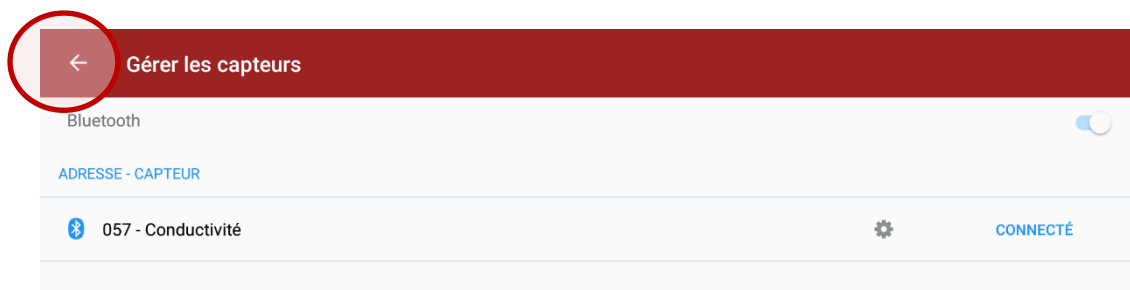 Gérer les capteurs
Bluetooth
ADRESSE - CAPTEUR
057 - Conductivité CONNECTÉ